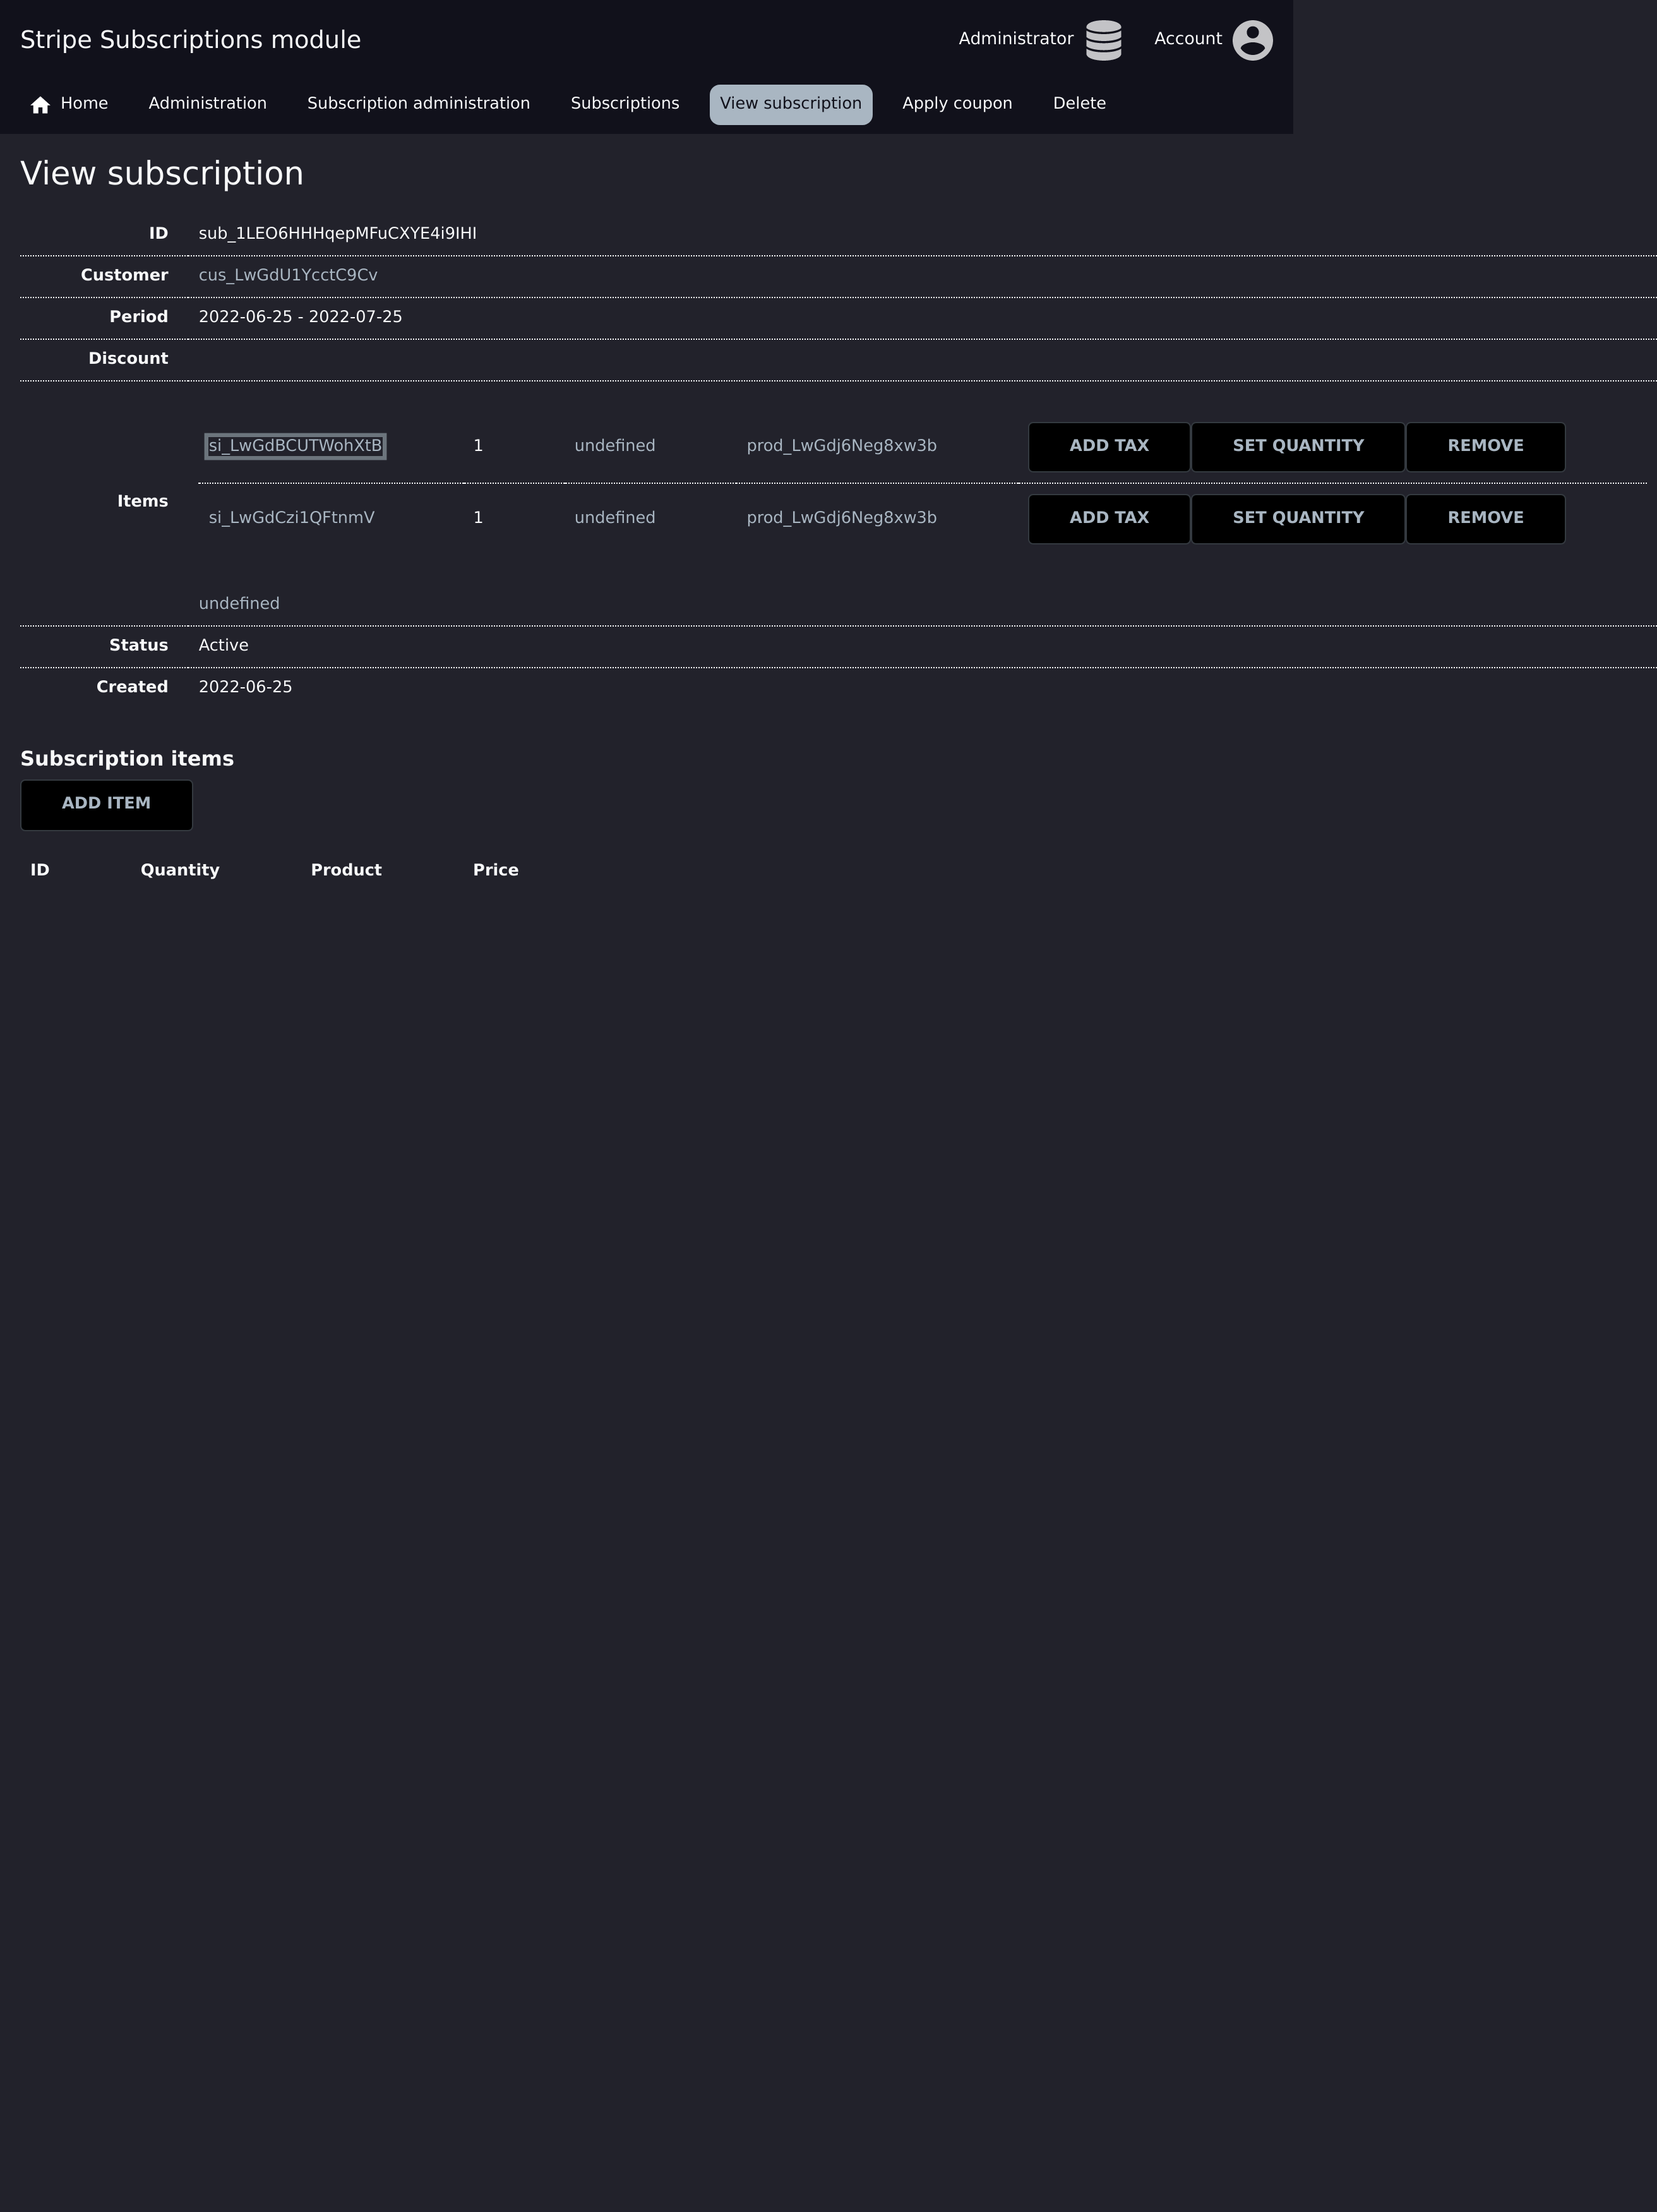 Stripe Subscriptions module
Administrator Account
Home Administration Subscription administration Subscriptions View subscription Apply coupon Delete
View subscription
ID sub_1LEO6HHHqepMFuCXYE4i9IHI
Customer cus_LwGdU1YcctC9Cv
Period 2022-06-25 - 2022-07-25
Discount
si_LwGdBCUTWohXtB 1 undefined prod_LwGdj6Neg8xw3b ADD TAX SET QUANTITY REMOVE
Items
si_LwGdCzi1QFtnmV 1 undefined prod_LwGdj6Neg8xw3b ADD TAX SET QUANTITY REMOVE
undefined
Status Active
Created 2022-06-25
Subscription items
ADD ITEM
ID Quantity Product Price